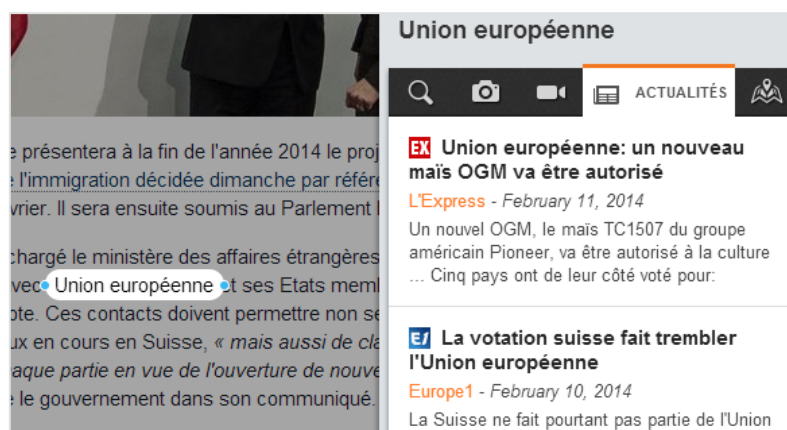 présentera à la fin de l'année 2014 le proj
l'immigration décidée dimanche par référe
vrier. Il sera ensuite soumis au Parlement
chargé le ministère des affaires étrangères
vec Union européenne et ses Etats memb
pte. Ces contacts doivent permettre non se
ux en cours en Suisse, « mais aussi de cla
aque partie en vue de l'ouverture de nouve
le gouvernement dans son communiqué.
Union européenne
ACTUALITÉS
EX Union européenne: un nouveau
maïs OGM va être autorisé
L'Express - February 11, 2014
Un nouvel OGM, le maïs TC1507 du groupe
américain Pioneer, va être autorisé à la culture
... Cinq pays ont de leur côté voté pour:
E1 La votation suisse fait trembler
l'Union européenne
Europe1 - February 10, 2014
La Suisse ne fait pourtant pas partie de l'Union